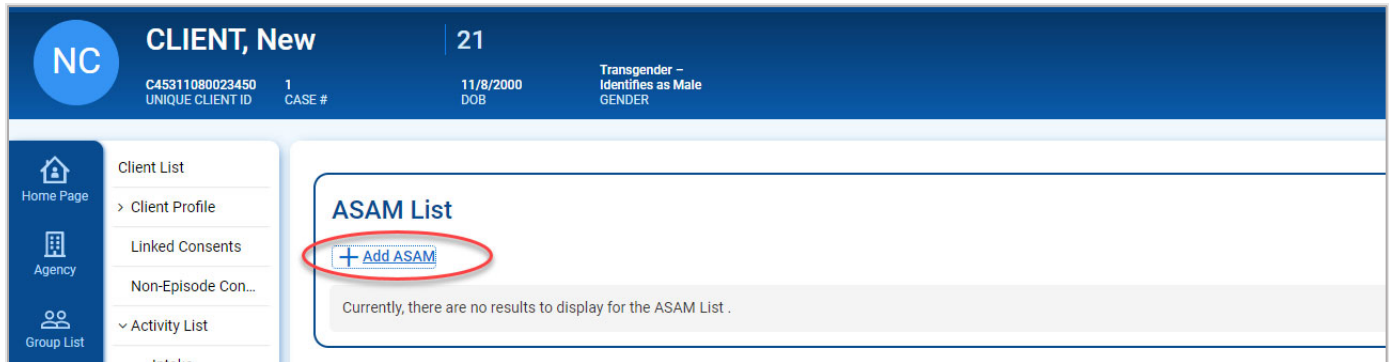 NC
CLIENT, New
21
C45311080023450
UNIQUE CLIENT ID
1
CASE #
11/8/2000
DOB
Transgender –
Identifies as Male
GENDER
Home Page
Agency
Group List
Client List
> Client Profile
Linked Consents
Non-Episode Con...
Activity List
ASAM List
+ Add ASAM
Currently, there are no results to display for the ASAM List .